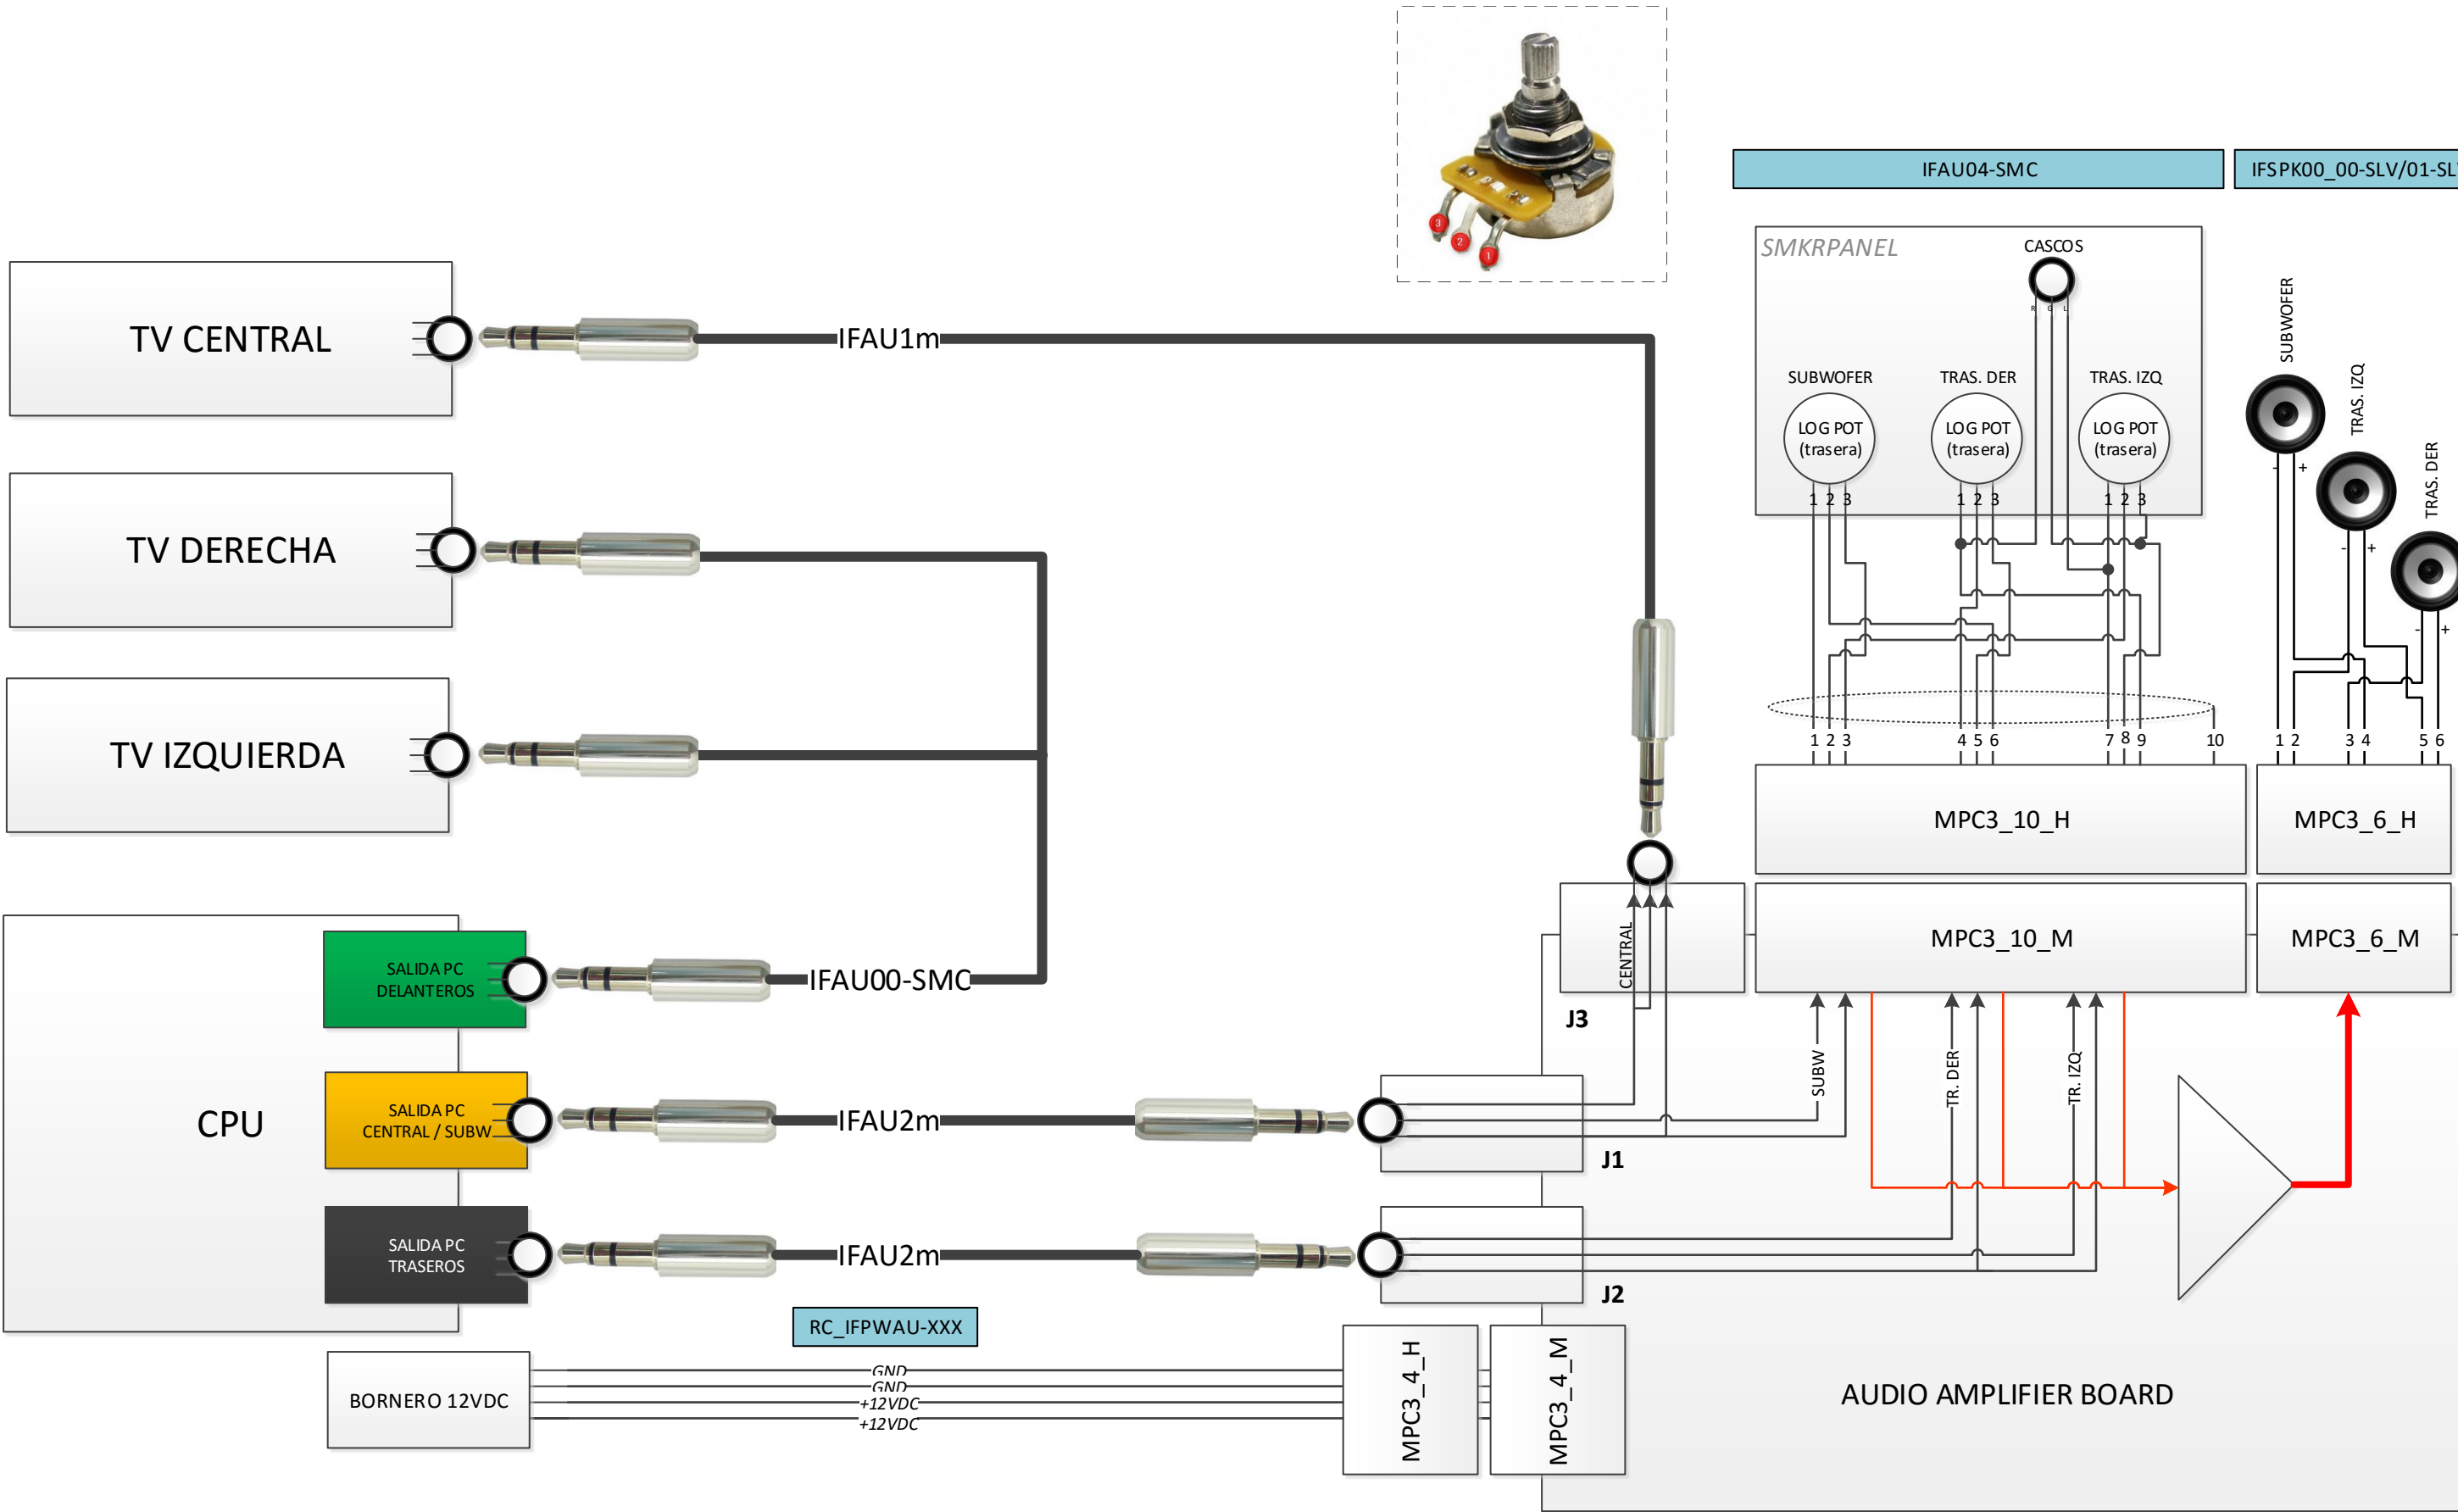 3
2
1
IFAU04-SMC
IFSPK00_00-SLV/01-SL
SMKRPANEL
CASCOS
R G L
SUBWOFER
TRAS. DER
TRAS. IZQ
LOG POT
(trasera)
LOG POT
(trasera)
LOG POT
(trasera)
1 2 3
1 2 3
1 2 3
SUBWOFER
TRAS. IZQ
TRAS. DER
- +
- +
- +
TV CENTRAL
IFAU1m
TV DERECHA
TV IZQUIERDA
1 2 3
4 5 6
7 8 9
10
1 2
3 4
5 6
MPC3_10_H
MPC3_6_H
CENTRAL
MPC3_10_M
MPC3_6_M
SALIDA PC
DELANTEROS
IFAU00-SMC
J3
CPU
SALIDA PC
CENTRAL / SUBW
IFAU2m
J1
SUBW
TR. DER
TR. IZQ
SALIDA PC
TRASEROS
IFAU2m
J2
RC_IFPWAU-XXX
BORNERO 12VDC
GND
GND
+12VDC
+12VDC
MPC3_4_H
MPC3_4_M
AUDIO AMPLIFIER BOARD